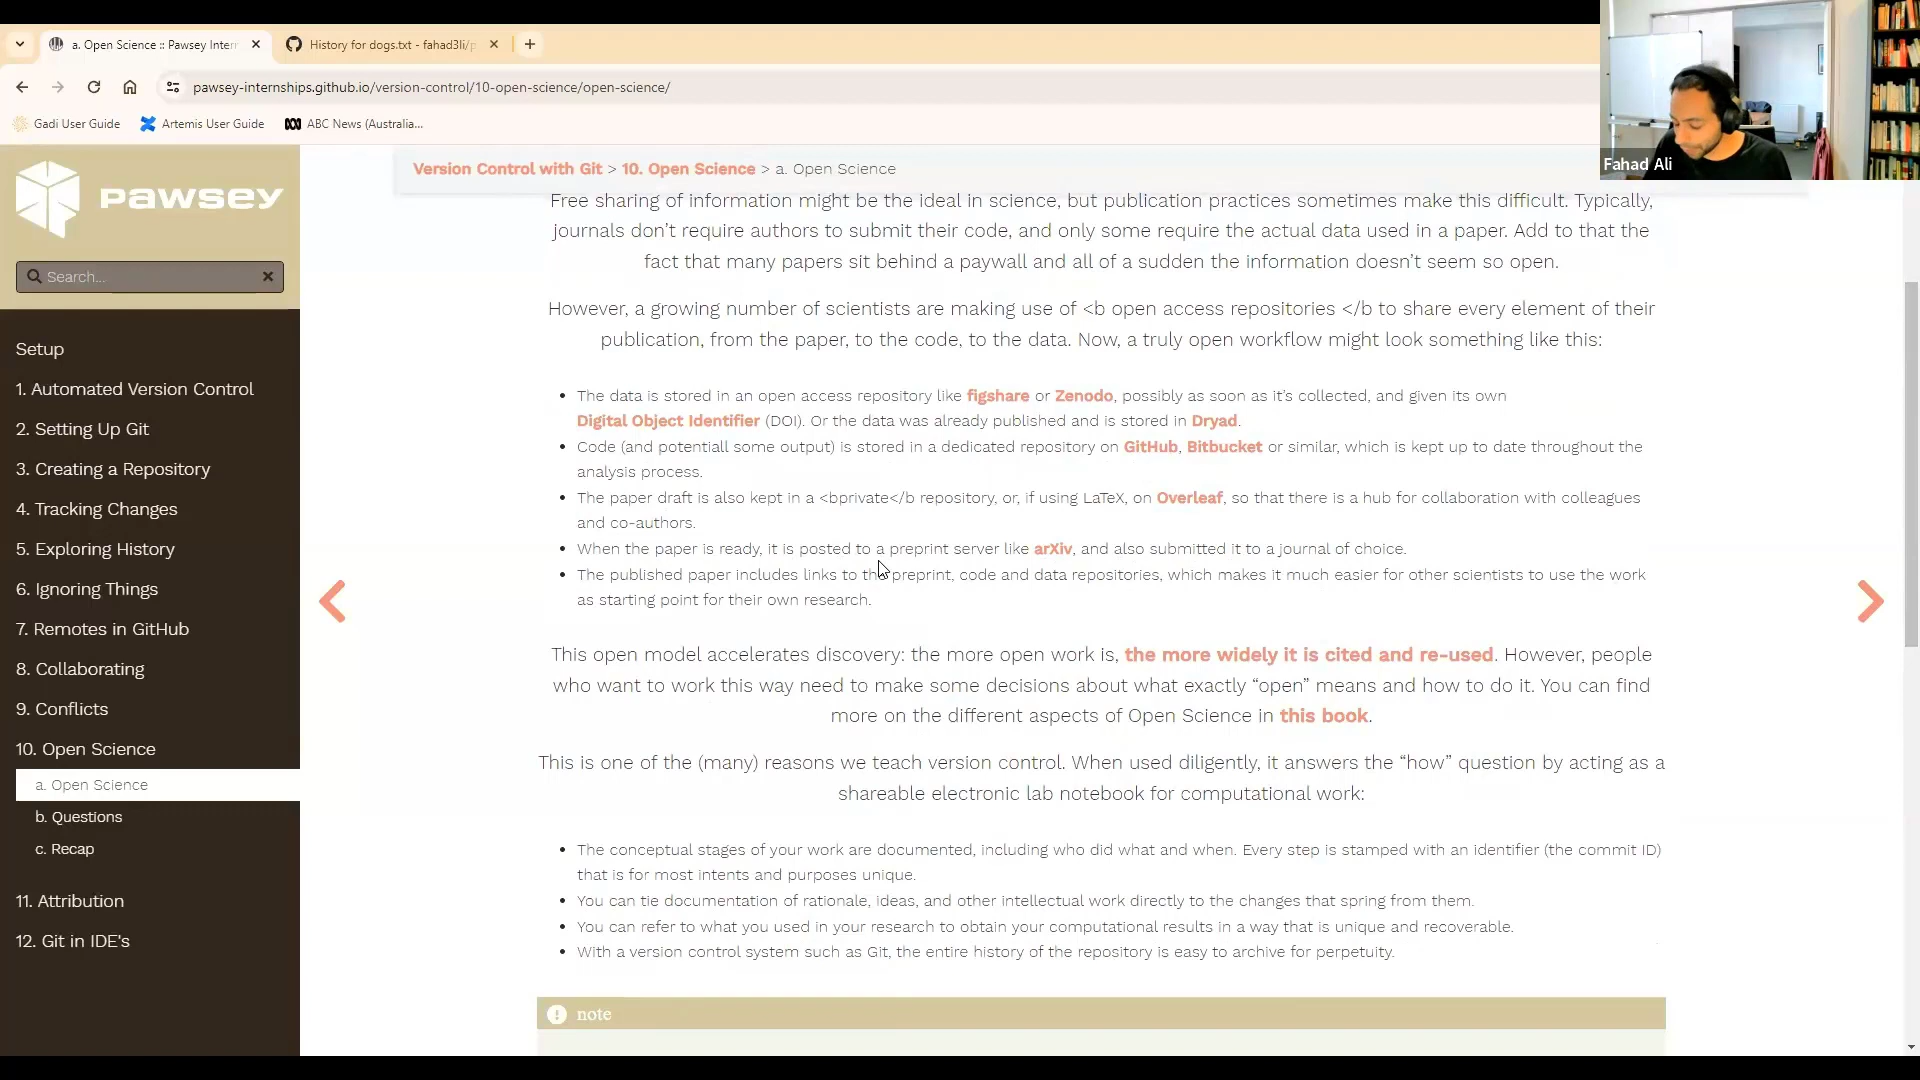 a. Open Science :: Pawsey Inter
History for dogs.txt - fahad3li/p
pawsey-internships.github.io/version-control/10-open-science/open-science/
Gadi User Guide
Artemis User Guide
ABC News (Australia...
Fahad Ali
PAWSEY
Search...
Setup
1. Automated Version Control
2. Setting Up Git
3. Creating a Repository
4. Tracking Changes
5. Exploring History
6. Ignoring Things
7. Remotes in GitHub
8. Collaborating
9. Conflicts
10. Open Science
a. Open Science
b. Questions
c. Recap
11. Attribution
12. Git in IDE's
Version Control with Git > 10. Open Science > a. Open Science
Free sharing of information might be the ideal in science, but publication practices sometimes make this difficult. Typically,
journals don't require authors to submit their code, and only some require the actual data used in a paper. Add to that the
fact that many papers sit behind a paywall and all of a sudden the information doesn't seem so open.
However, a growing number of scientists are making use of <b open access repositories </b to share every element of their
publication, from the paper, to the code, to the data. Now, a truly open workflow might look something like this:
• The data is stored in an open access repository like figshare or Zenodo, possibly as soon as it's collected, and given its own
Digital Object Identifier (DOI). Or the data was already published and is stored in Dryad.
• Code (and potentiall some output) is stored in a dedicated repository on GitHub, Bitbucket or similar, which is kept up to date throughout the
analysis process.
• The paper draft is also kept in a <bprivate</b repository, or, if using LaTeX, on Overleaf, so that there is a hub for collaboration with colleagues
and co-authors.
• When the paper is ready, it is posted to a preprint server like arXiv, and also submitted it to a journal of choice.
• The published paper includes links to the preprint, code and data repositories, which makes it much easier for other scientists to use the work
as starting point for their own research.
This open model accelerates discovery: the more open work is, the more widely it is cited and re-used. However, people
who want to work this way need to make some decisions about what exactly “open” means and how to do it. You can find
more on the different aspects of Open Science in this book.
This is one of the (many) reasons we teach version control. When used diligently, it answers the “how” question by acting as a
shareable electronic lab notebook for computational work:
• The conceptual stages of your work are documented, including who did what and when. Every step is stamped with an identifier (the commit ID)
that is for most intents and purposes unique.
• You can tie documentation of rationale, ideas, and other intellectual work directly to the changes that spring from them.
• You can refer to what you used in your research to obtain your computational results in a way that is unique and recoverable.
• With a version control system such as Git, the entire history of the repository is easy to archive for perpetuity.
note